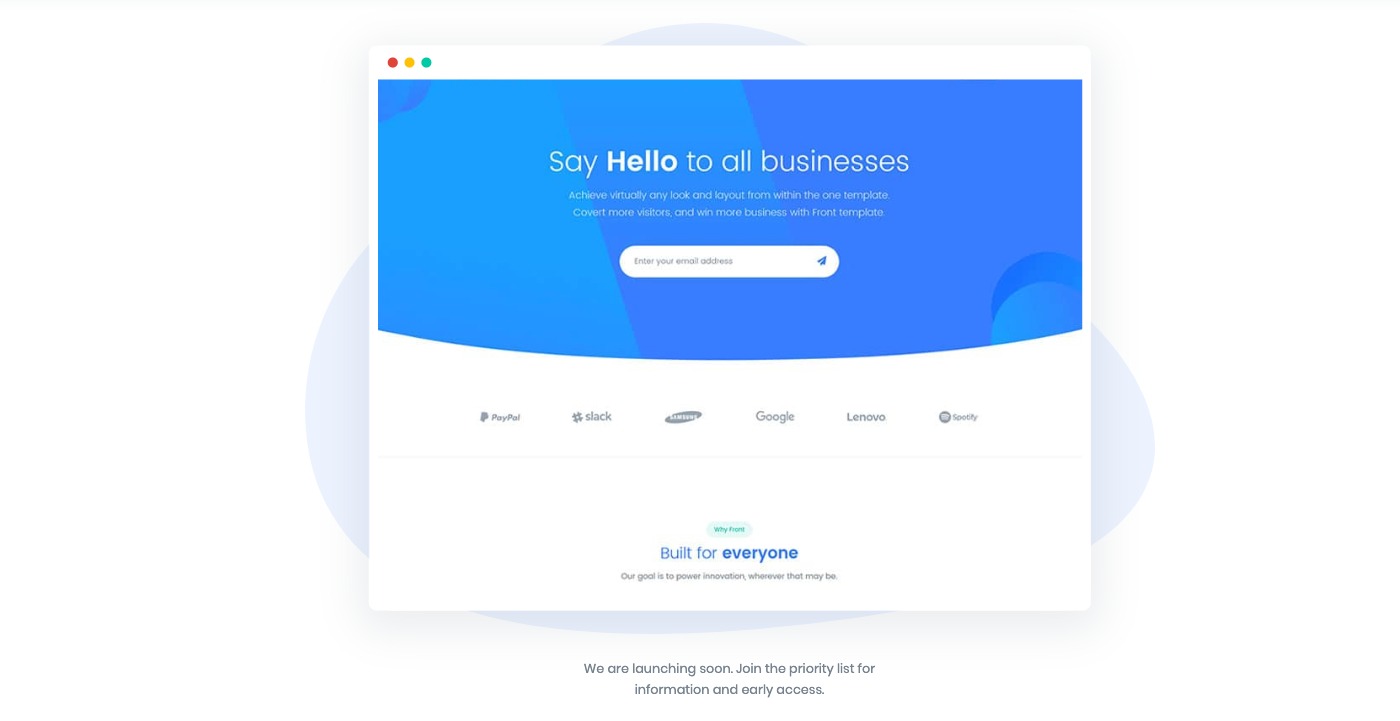 Say Hello to all businesses
Achieve virtually any look and layout from within the one template.
Covert more visitors, and win more business with Front template.
Enter your email address
PayPal slack SAMSUNG Google Lenovo Spotify
Why Front
Built for everyone
Our goal is to power innovation, wherever that may be.
We are launching soon. Join the priority list for
information and early access.